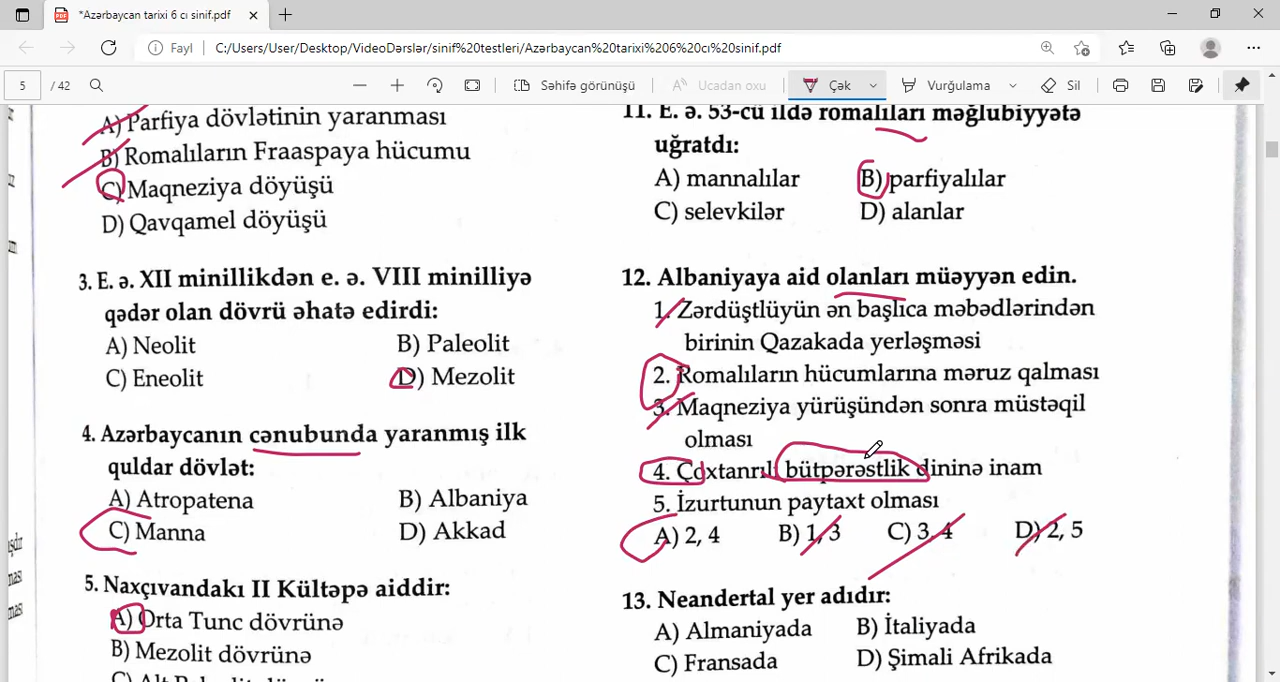 *Azərbaycan tarixi 6 cı sinif.pdf
Fayl
C:/Users/User/Desktop/VideoDərslər/sinif%20testleri/Azərbaycan%20tarixi%206%20cı%20sinif.pdf
5 / 42
Səhifə görünüşü
Ucadan oxu
Çək
Vurğulama
Sil
A) Parfiya dövlətinin yaranması
B) Romalıların Fraaspaya hücumu
C) Maqneziya döyüşü
D) Qavqamel döyüşü
3. E. ə. XII minillikdən e. ə. VIII minilliyə
qədər olan dövrü əhatə edirdi:
A) Neolit B) Paleolit
C) Eneolit D) Mezolit
4. Azərbaycanın cənubunda yaranmış ilk
quldar dövlət:
A) Atropatena B) Albaniya
C) Manna D) Akkad
5. Naxçıvandakı II Kültəpə aiddir:
A) Orta Tunc dövrünə
B) Mezolit dövrünə
11. E. ə. 53-cü ildə romalıları məğlubiyyətə
uğratdı:
A) mannalılar B) parfiyalılar
C) selevkilər D) alanlar
12. Albaniyaya aid olanları müəyyən edin.
1. Zərdüştlüyün ən başlıca məbədlərindən
birinin Qazakada yerləşməsi
2. Romalıların hücumlarına məruz qalması
3. Maqneziya yürüşündən sonra müstəqil
olması
4. Çoxtanrılı bütpərəstlik dininə inam
5. İzurtunun paytaxt olması
A) 2, 4 B) 1, 3 C) 3, 4 D) 2, 5
13. Neandertal yer adıdır:
A) Almaniyada B) İtaliyada
C) Fransada D) Şimali Afrikada